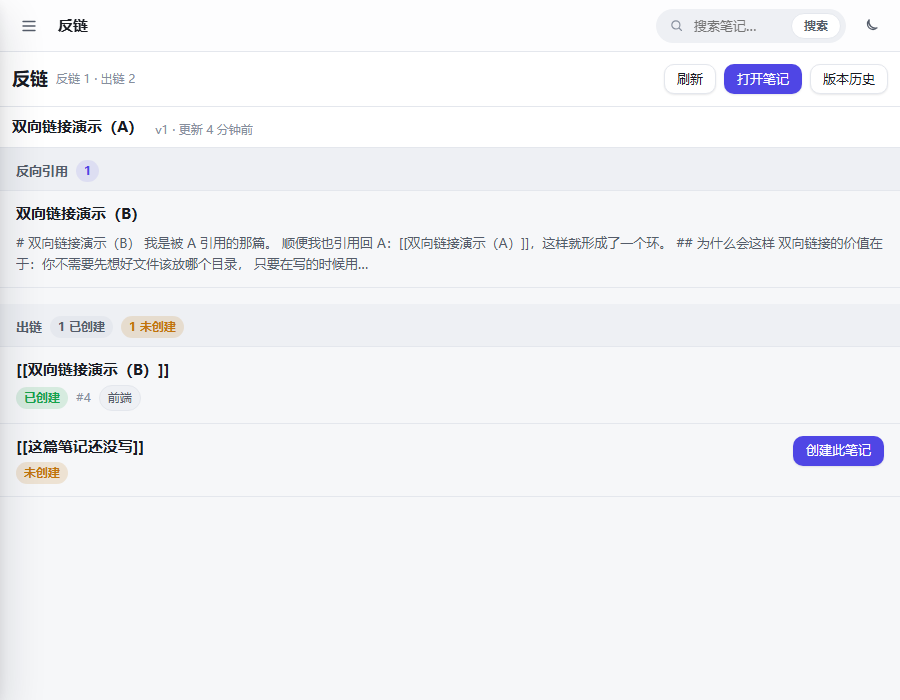 反链
搜索笔记...
搜索
反链
反链 1 · 出链 2
刷新
打开笔记
版本历史
双向链接演示（A）
v1 · 更新 4 分钟前
反向引用
1
双向链接演示（B）
# 双向链接演示（B） 我是被 A 引用的那篇。 顺便我也引用回 A：[[双向链接演示（A）]]，这样就形成了一个环。 ## 为什么会这样 双向链接的价值在
于：你不需要先想好文件该放哪个目录， 只要在写的时候用...
出链
1 已创建
1 未创建
[[双向链接演示（B）]]
已创建
#4
前端
[[这篇笔记还没写]]
未创建
创建此笔记